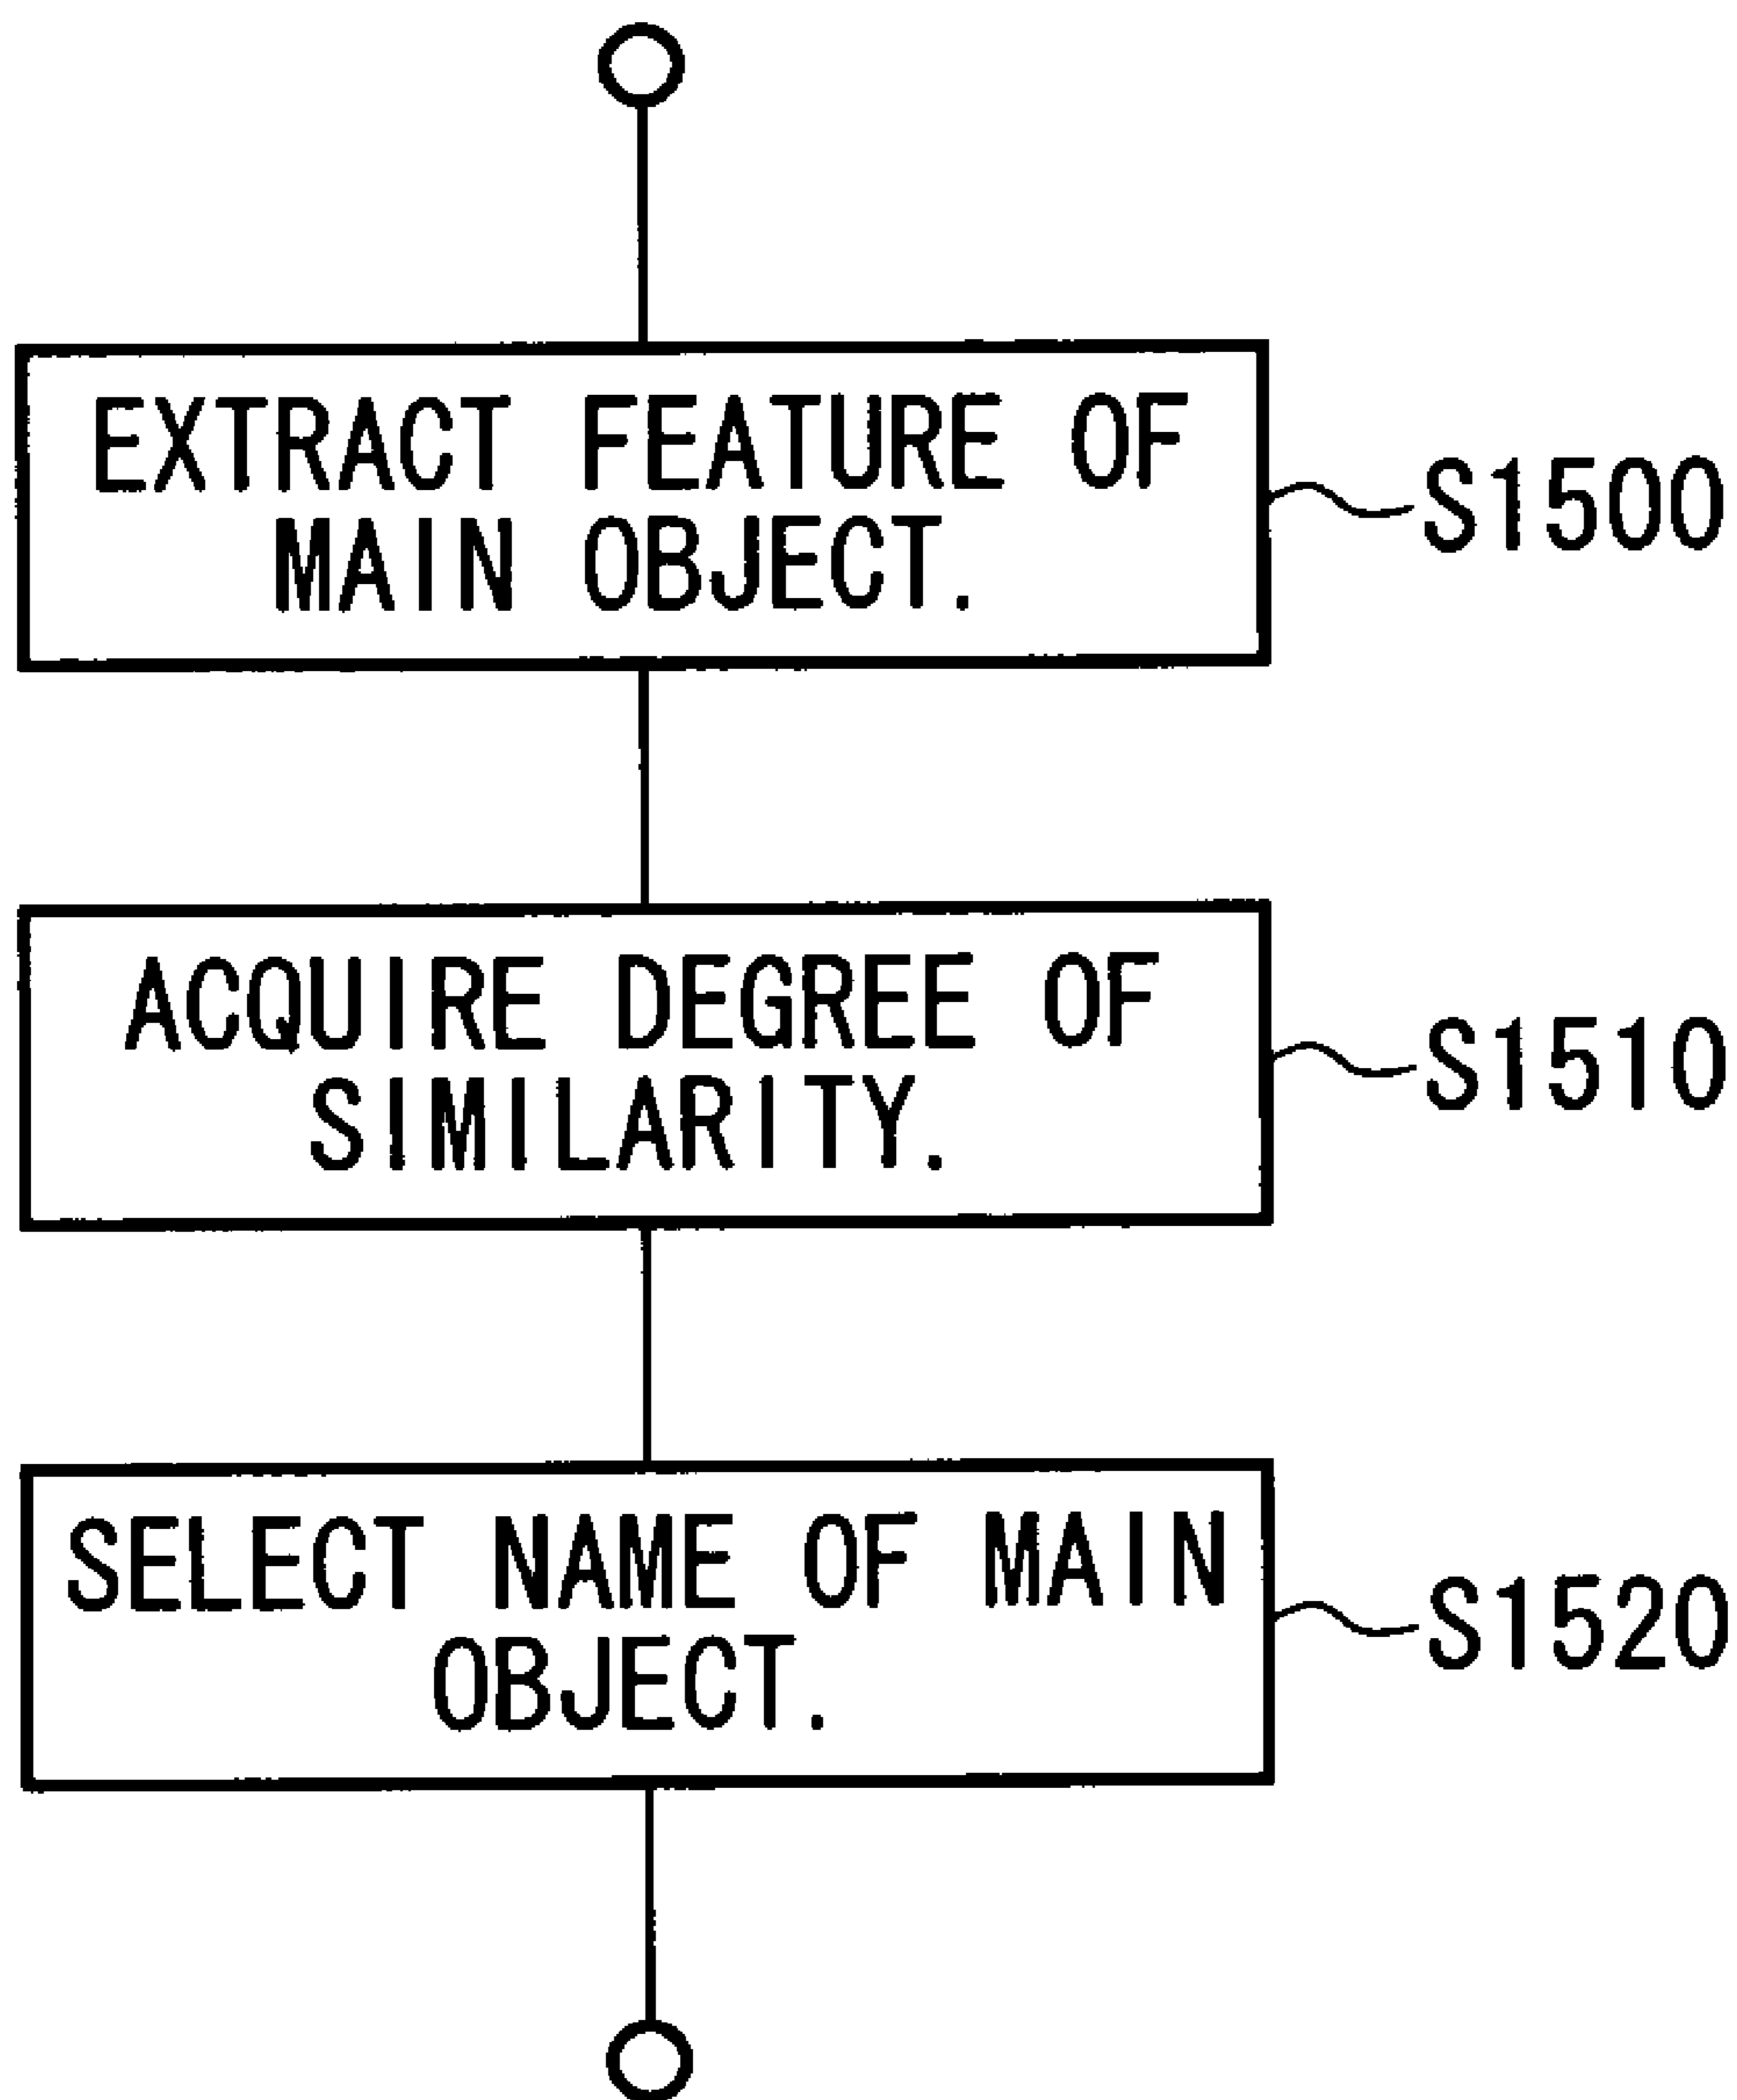 EXTRACT FEATURE OF
MAIN OBJECT.
S1500
ACQUIRE DEGREE OF
SIMILARITY.
S1510
SELECT NAME OF MAIN
OBJECT.
S1520